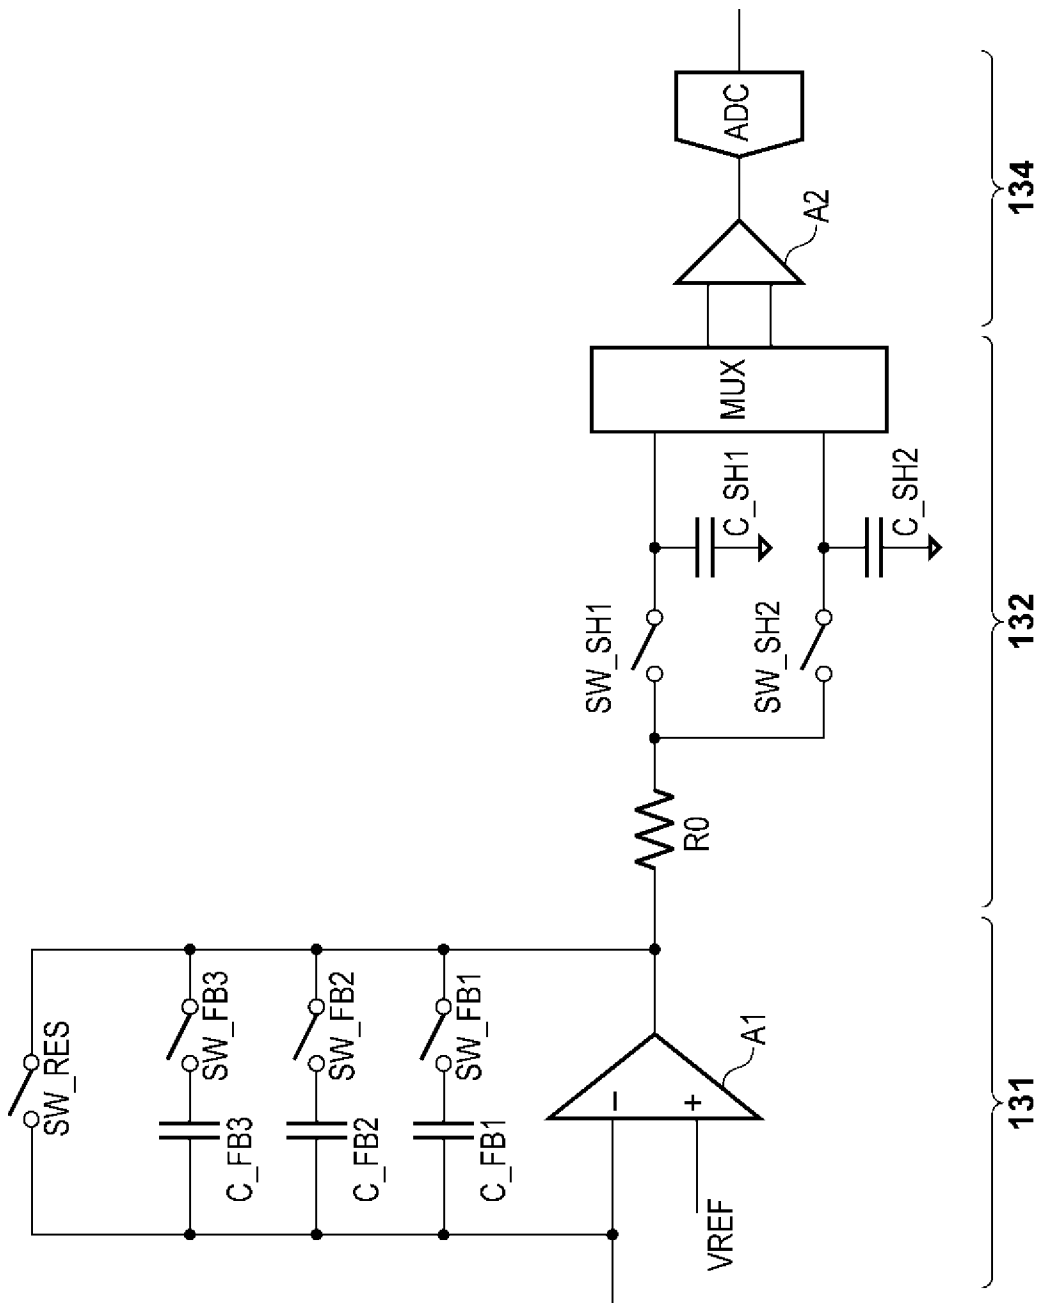 SW_RES
C_FB3
SW_FB3
C_FB2
SW_FB2
C_FB1
SW_FB1
−
+
A1
VREF
R0
SW_SH1
C_SH1
SW_SH2
C_SH2
MUX
A2
ADC
131
132
134